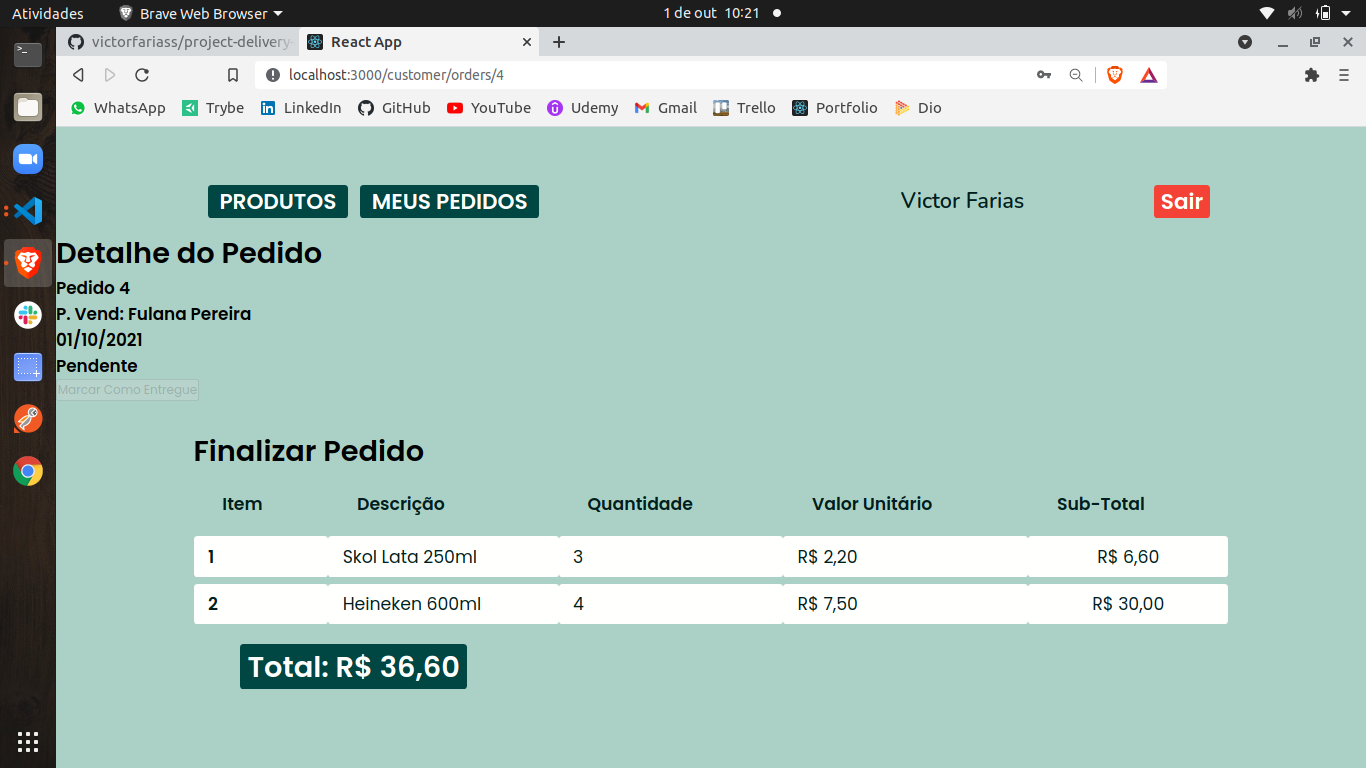 Atividades Brave Web Browser 1 de out 10:21
victorfariass/project-delivery- React App
localhost:3000/customer/orders/4
WhatsApp Trybe LinkedIn GitHub YouTube Udemy Gmail Trello Portfolio Dio
PRODUTOS MEUS PEDIDOS Victor Farias Sair
Detalhe do Pedido
Pedido 4
P. Vend: Fulana Pereira
01/10/2021
Pendente
Marcar Como Entregue
Finalizar Pedido
Item Descrição Quantidade Valor Unitário Sub-Total
1 Skol Lata 250ml 3 R$ 2,20 R$ 6,60
2 Heineken 600ml 4 R$ 7,50 R$ 30,00
Total: R$ 36,60